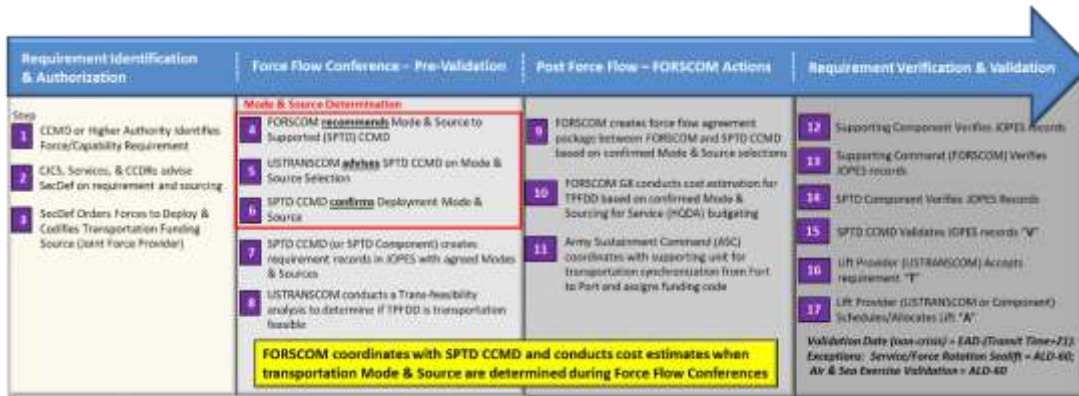 Requirement Identification
& Authorization
Force Flow Conference – Pre-Validation
Post Force Flow – FORSCOM Actions
Requirement Verification & Validation
Step
1 CCMD or Higher Authority Identifies
Force/Capability Requirement
2 CJCS, Services, & CCDRs advise
SecDef on requirement and sourcing
3 SecDef Orders Forces to Deploy &
Codifies Transportation Funding
Source (Joint Force Provider)
Mode & Source Determination
4 FORSCOM recommends Mode & Source to
Supported (SPTD) CCMD
5 USTRANSCOM advises SPTD CCMD on Mode &
Source Selection
6 SPTD CCMD confirms Deployment Mode &
Source
7 SPTD CCMD (or SPTD Component) creates
requirement records in JOPES with agreed Modes
& Sources
8 USTRANSCOM conducts a Trans-feasibility
analysis to determine if TPFDD is transportation
feasible
9 FORSCOM creates force flow agreement
package between FORSCOM and SPTD CCMD
based on confirmed Mode & Source selections
10 FORSCOM G8 conducts cost estimation for
TPFDD based on confirmed Mode &
Sourcing for Service (HQDA) budgeting
11 Army Sustainment Command (ASC)
coordinates with supporting unit for
transportation synchronization from Fort
to Port and assigns funding code
12 Supporting Component Verifies JOPES records
13 Supporting Command (FORSCOM) Verifies
JOPES records
14 SPTD Component Verifies JOPES Records
15 SPTD CCMD Validates JOPES records "V"
16 Lift Provider (USTRANSCOM) Accepts
requirement "T"
17 Lift Provider (USTRANSCOM or Component)
Schedules/Allocates Lift "A"
Validation Date (non-crisis) = EAD-(Transit Time+21).
Exceptions: Service/Force Rotation Sealift = ALD-60;
Air & Sea Exercise Validation = ALD-60
FORSCOM coordinates with SPTD CCMD and conducts cost estimates when
transportation Mode & Source are determined during Force Flow Conferences